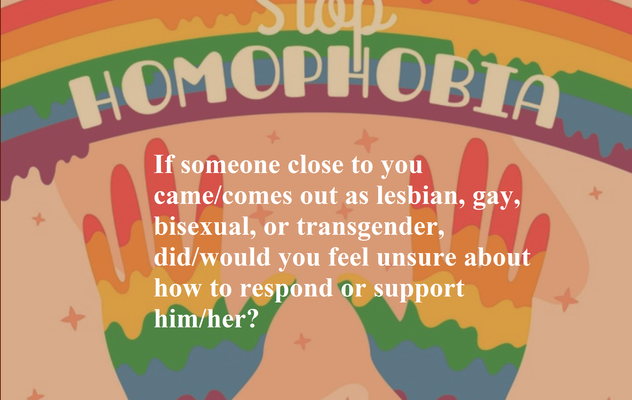 Stop
HOMOPHOBIA
If someone close to you
came/comes out as lesbian, gay,
bisexual, or transgender,
did/would you feel unsure about
how to respond or support
him/her?